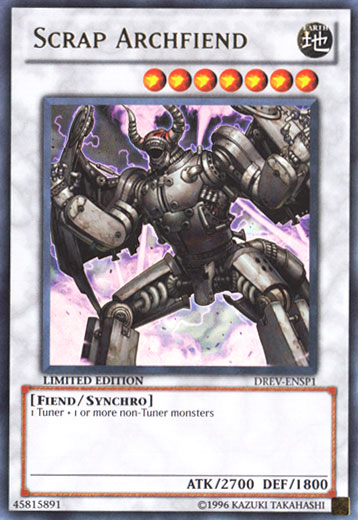 SCRAP ARCHFIEND
EARTH
地
LIMITED EDITION DREV-ENSP1
[FIEND/SYNCHRO]
1 Tuner + 1 or more non-Tuner monsters
ATK/2700 DEF/1800
45815891 ©1996 KAZUKI TAKAHASHI